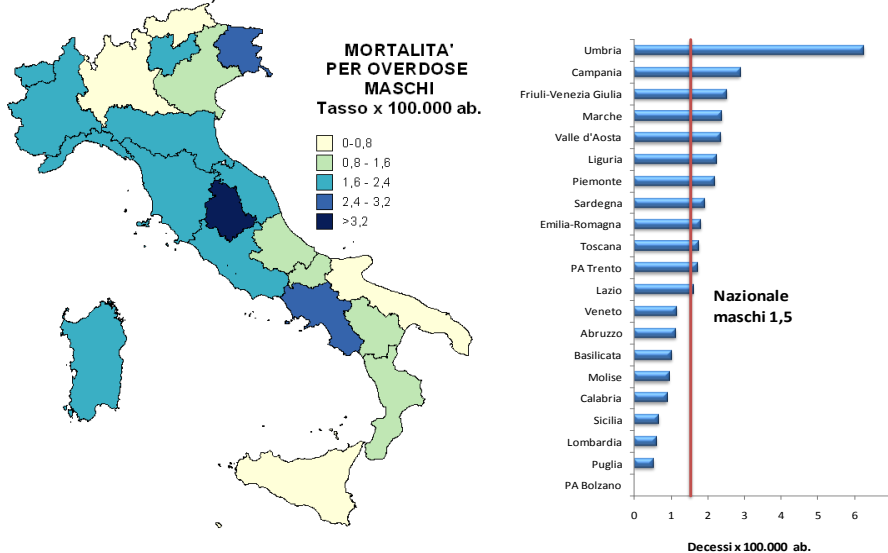 MORTALITA'
PER OVERDOSE
MASCHI
Tasso x 100.000 ab.
0-0,8
0,8 - 1,6
1,6 - 2,4
2,4 - 3,2
>3,2
Umbria
Campania
Friuli-Venezia Giulia
Marche
Valle d'Aosta
Liguria
Piemonte
Sardegna
Emilia-Romagna
Toscana
PA Trento
Lazio
Veneto
Abruzzo
Basilicata
Molise
Calabria
Sicilia
Lombardia
Puglia
PA Bolzano
Nazionale
maschi 1,5
0 1 2 3 4 5 6
Decessi x 100.000 ab.